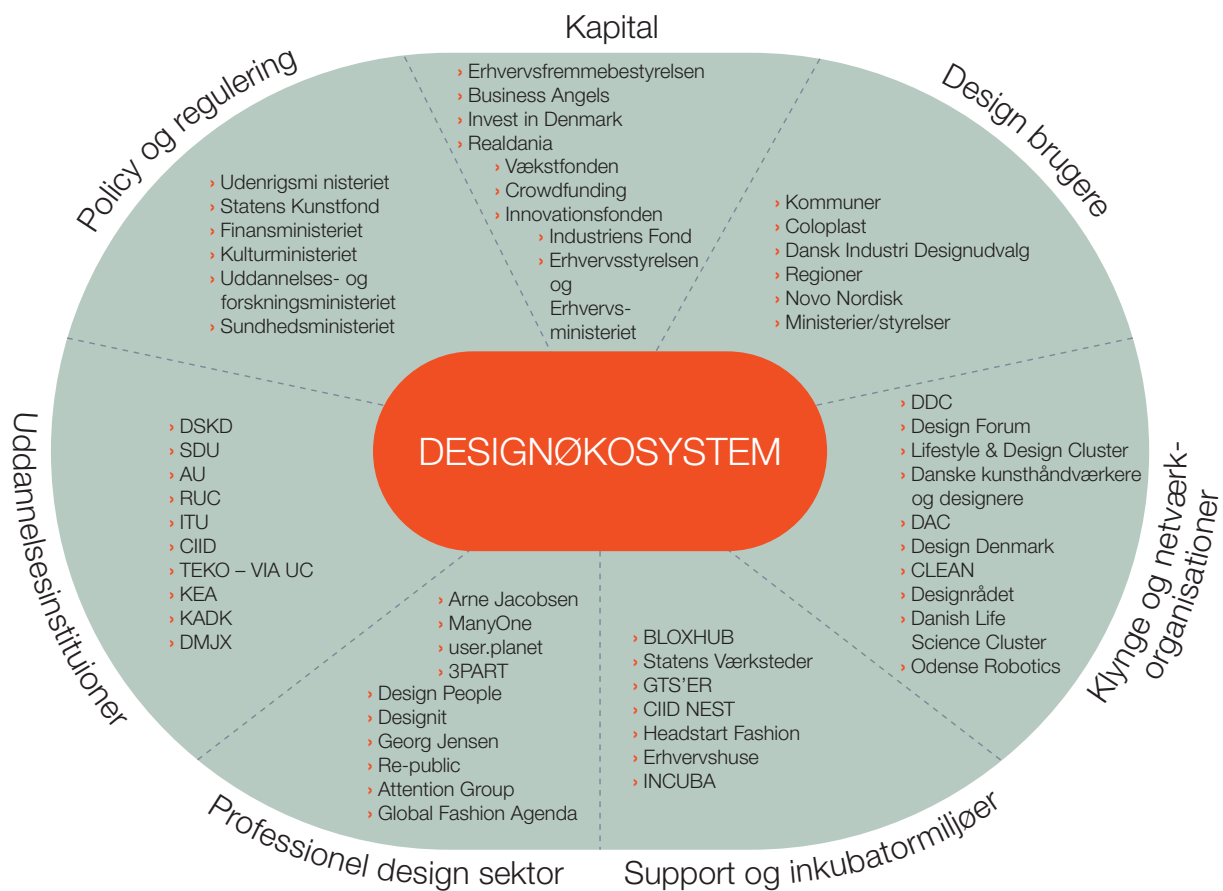 Kapital
› Erhvervsfremmebestyrelsen
› Business Angels
› Invest in Denmark
› Realdania
› Vækstfonden
› Crowdfunding
› Innovationsfonden
› Industriens Fond
› Erhvervsstyrelsen
og
Erhvervs-
ministeriet
Design brugere
› Kommuner
› Coloplast
› Dansk Industri Designudvalg
› Regioner
› Novo Nordisk
› Ministerier/styrelser
Klynge og netværk-
organisationer
› DDC
› Design Forum
› Lifestyle & Design Cluster
› Danske kunsthåndværkere
og designere
› DAC
› Design Denmark
› CLEAN
› Designrådet
› Danish Life
Science Cluster
› Odense Robotics
Support og inkubatormiljøer
› BLOXHUB
› Statens Værksteder
› GTS’ER
› CIID NEST
› Headstart Fashion
› Erhvervshuse
› INCUBA
Professionel design sektor
› Arne Jacobsen
› ManyOne
› user.planet
› 3PART
› Design People
› Designit
› Georg Jensen
› Re-public
› Attention Group
› Global Fashion Agenda
Uddannelsesinstituioner
› DSKD
› SDU
› AU
› RUC
› ITU
› CIID
› TEKO – VIA UC
› KEA
› KADK
› DMJX
Policy og regulering
› Udenrigsmi nisteriet
› Statens Kunstfond
› Finansministeriet
› Kulturministeriet
› Uddannelses- og
forskningsministeriet
› Sundhedsministeriet
DESIGNØKOSYSTEM